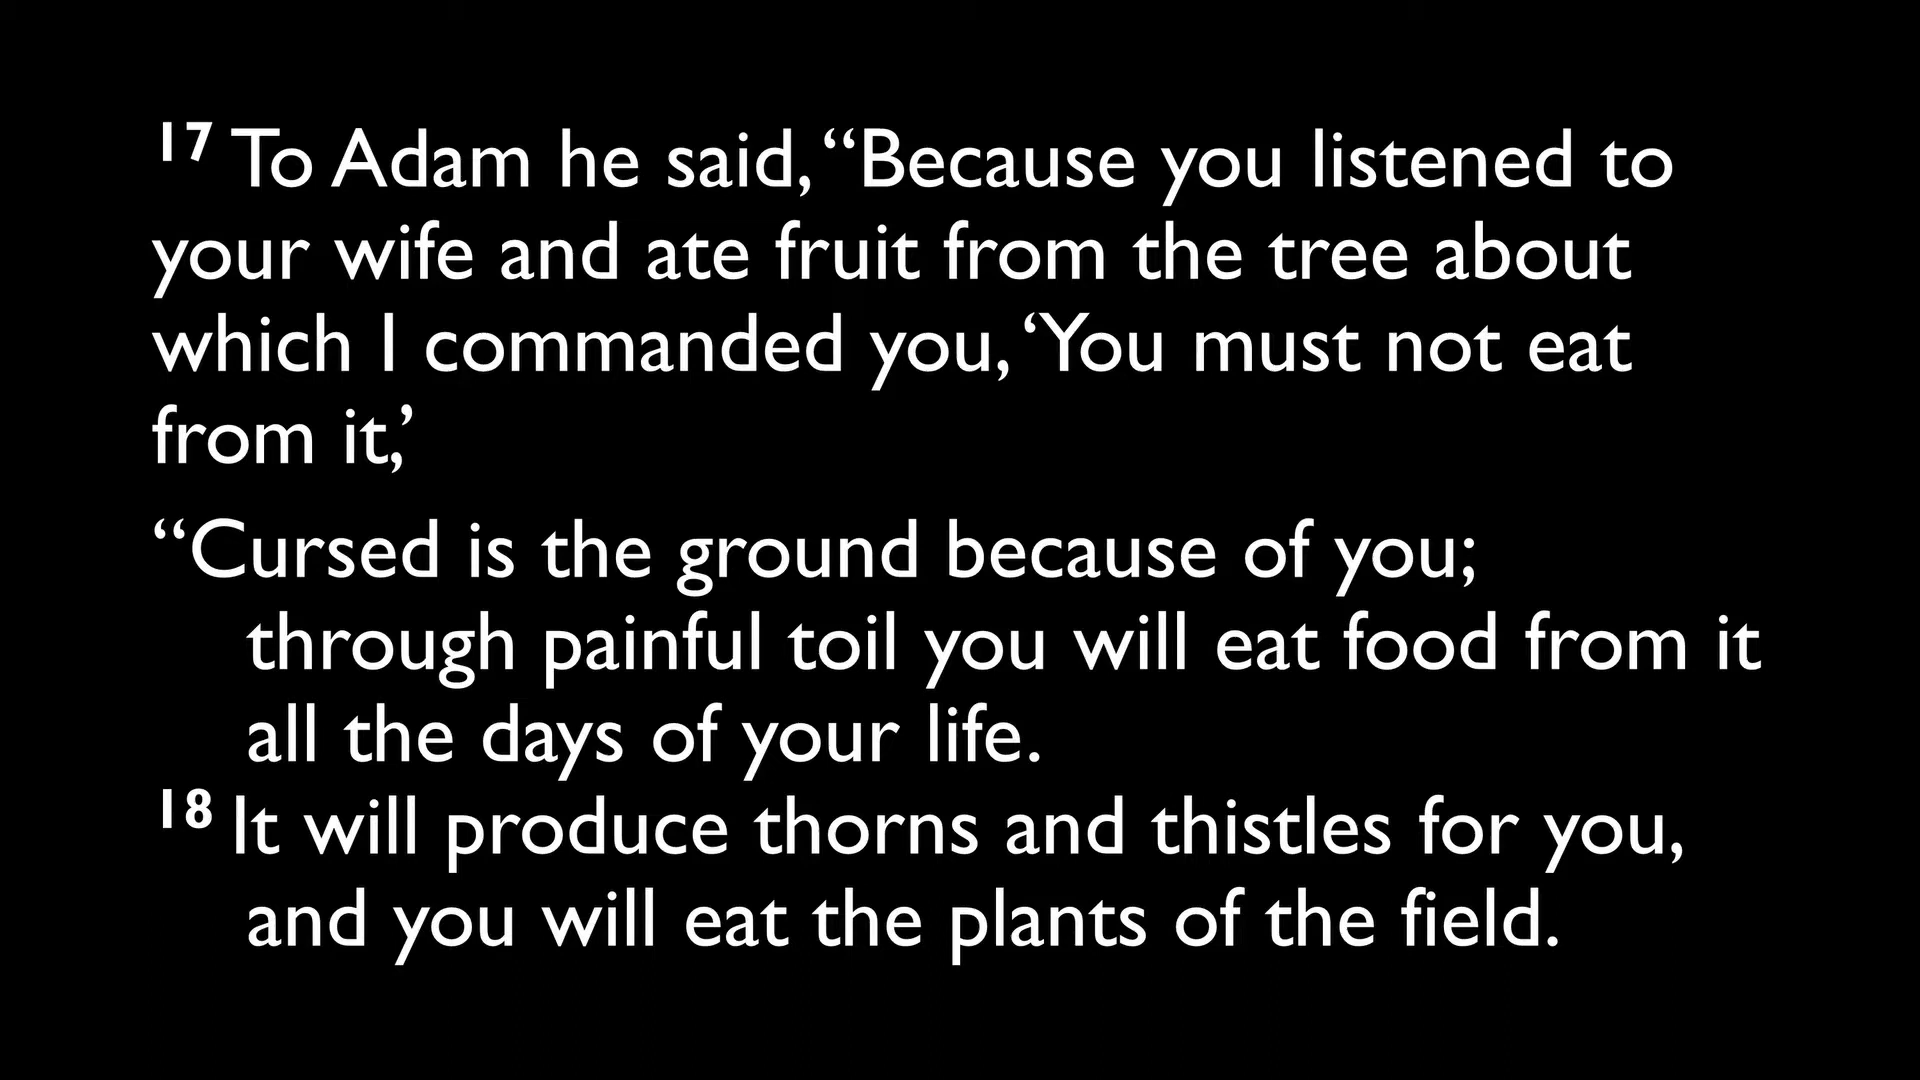 17 To Adam he said, “Because you listened to
your wife and ate fruit from the tree about
which I commanded you, ‘You must not eat
from it,’
“Cursed is the ground because of you;
through painful toil you will eat food from it
all the days of your life.
18 It will produce thorns and thistles for you,
and you will eat the plants of the field.